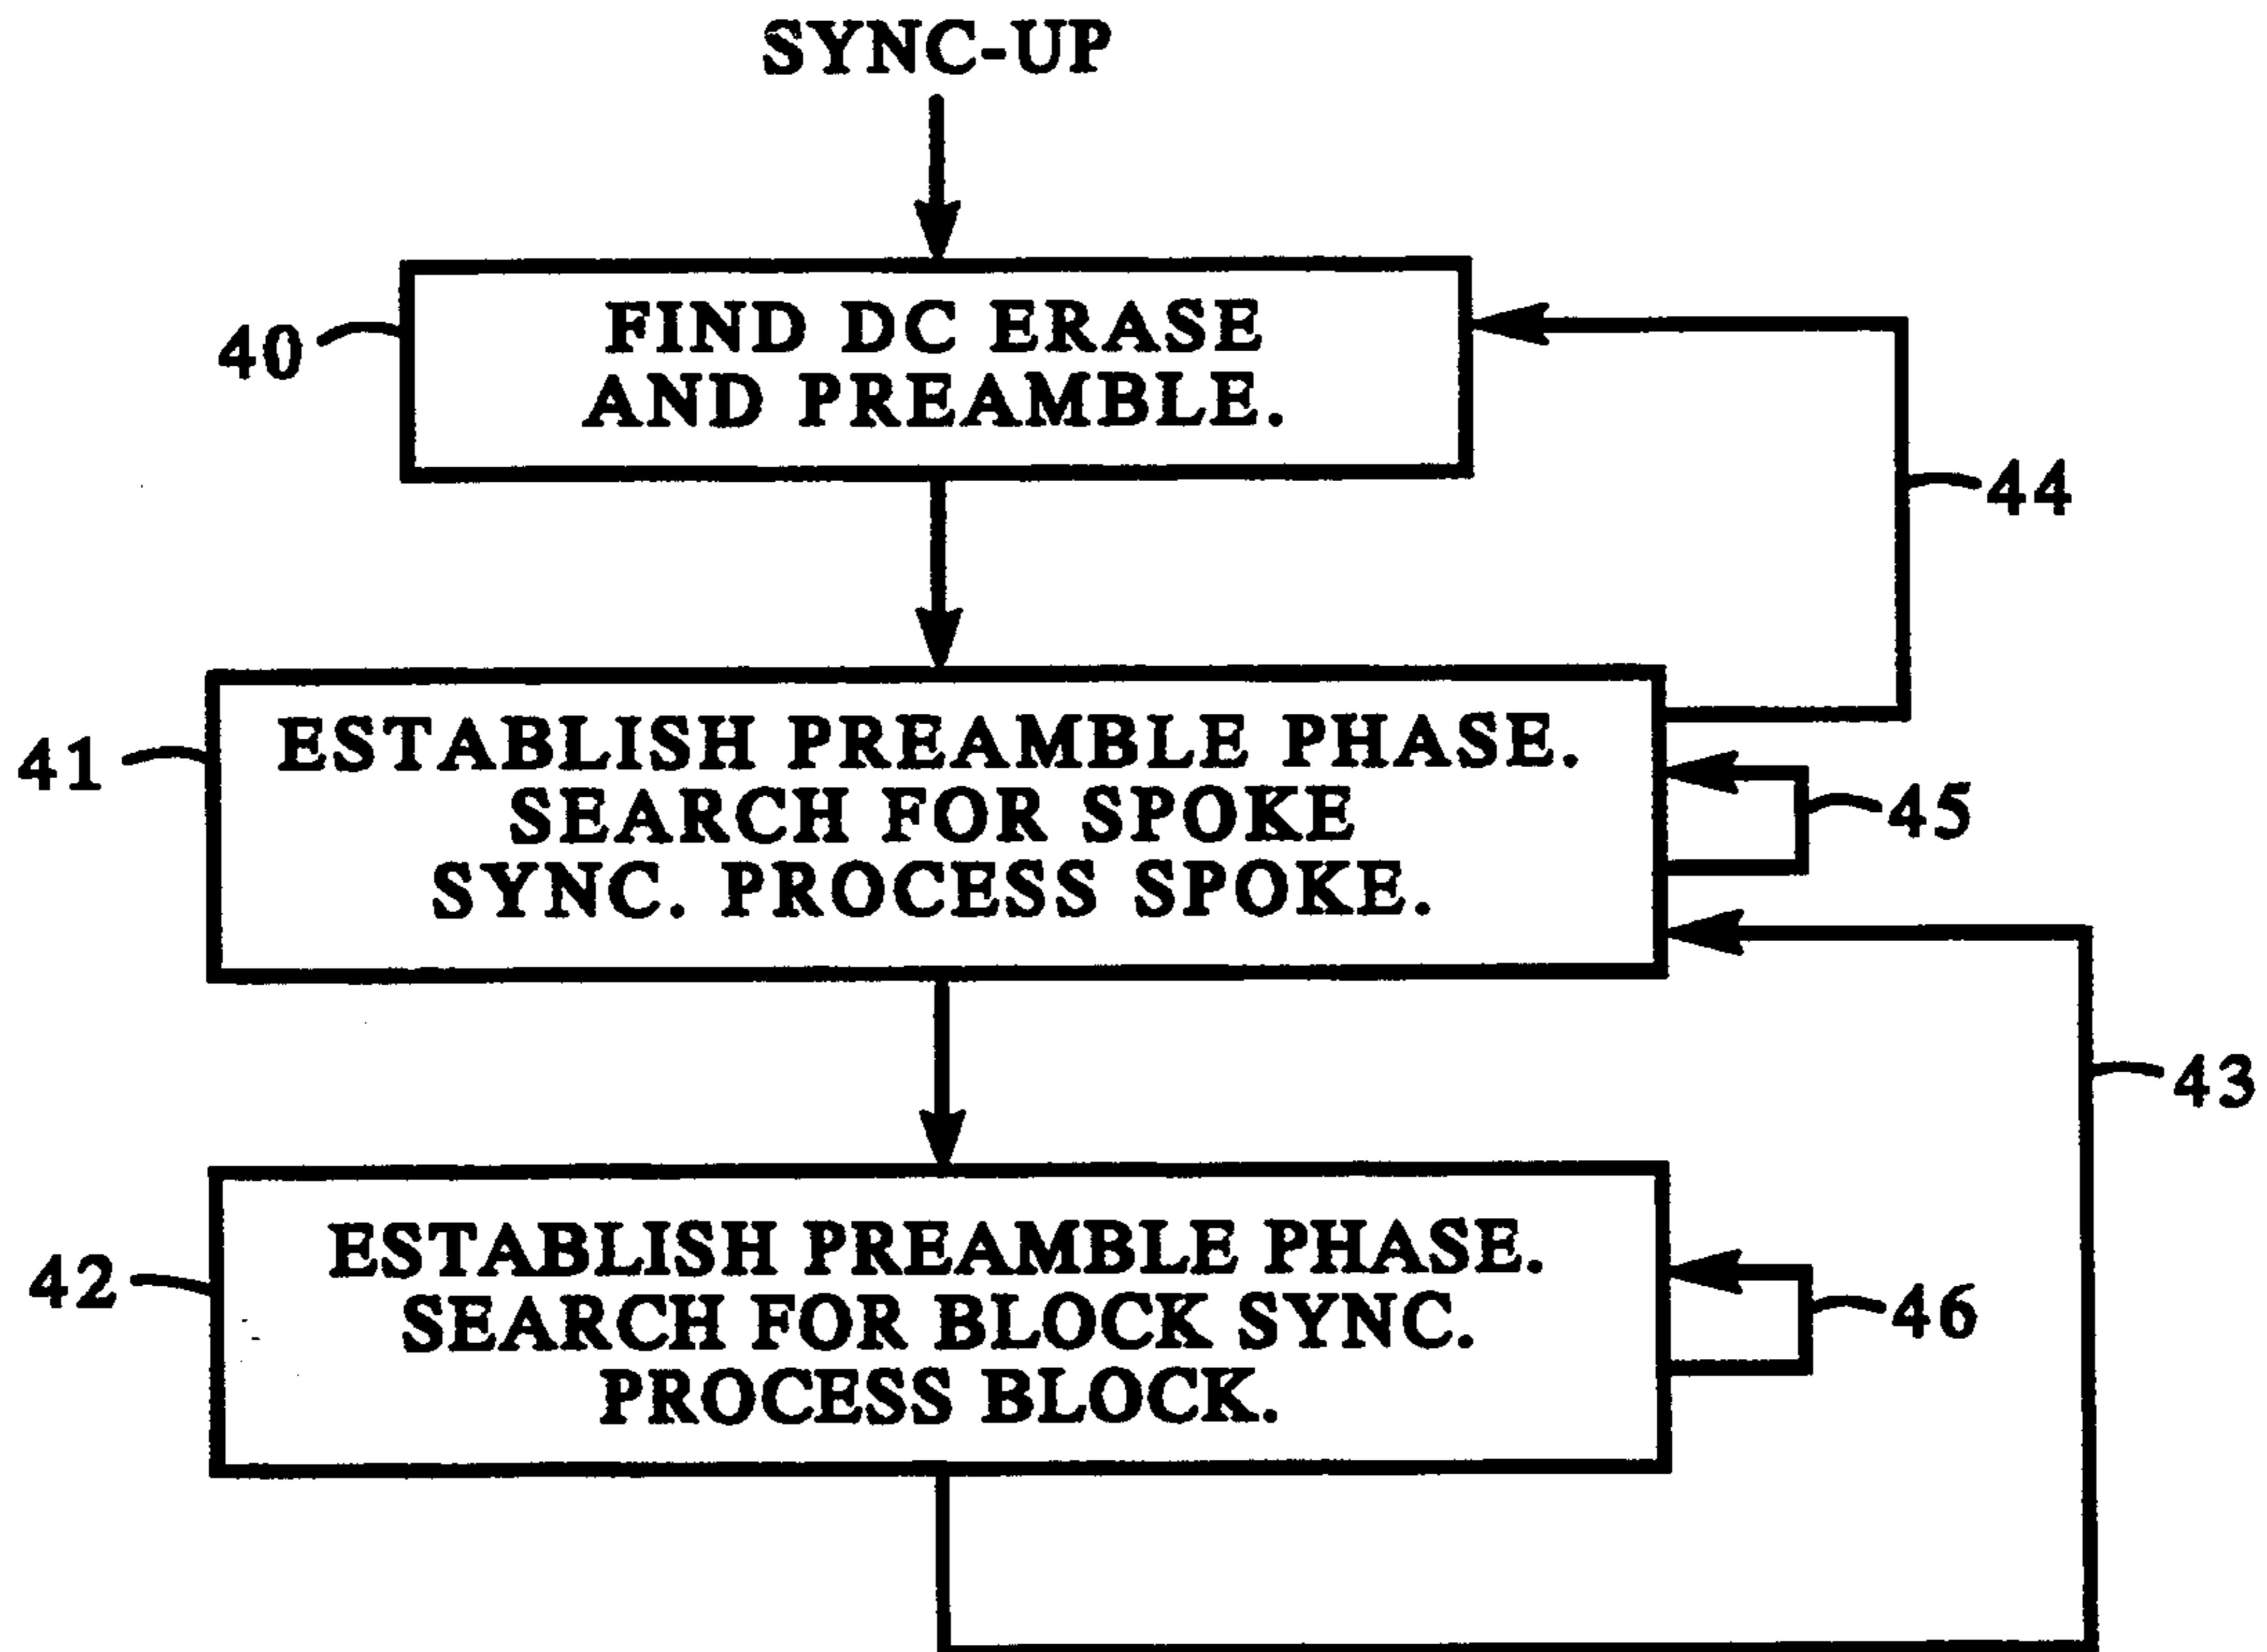 SYNC-UP
40
FIND DC ERASE
AND PREAMBLE.
44
41
ESTABLISH PREAMBLE PHASE.
SEARCH FOR SPOKE
SYNC. PROCESS SPOKE.
45
43
42
ESTABLISH PREAMBLE PHASE.
SEARCH FOR BLOCK SYNC.
PROCESS BLOCK.
46